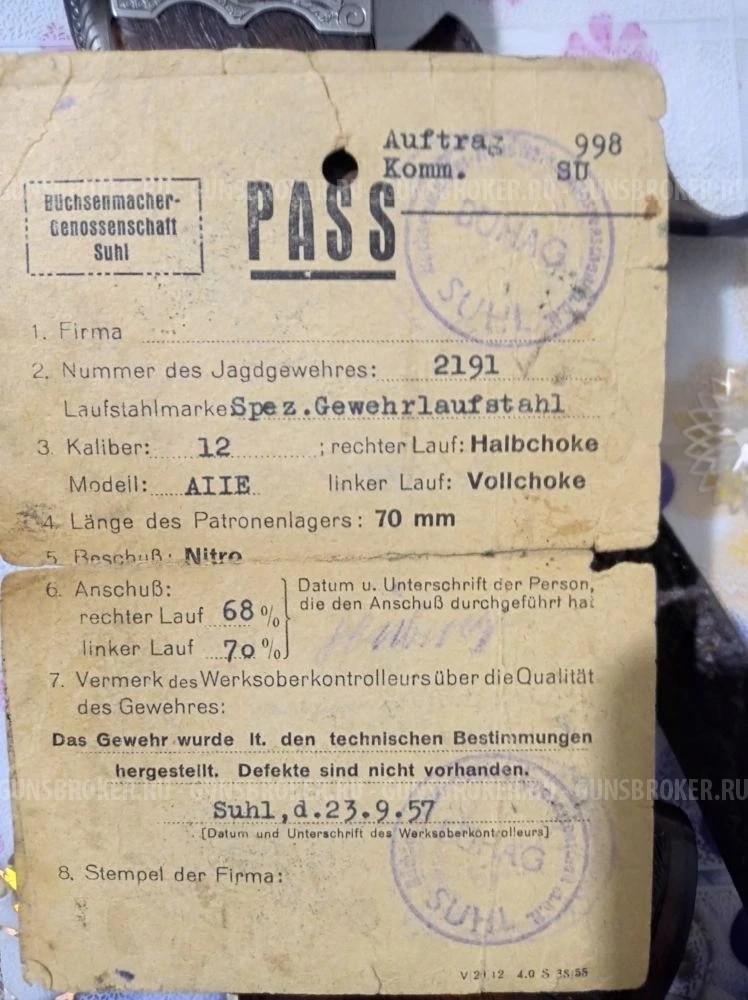 Auftrag 998
Komm. SU
Büchsenmacher-
Genossenschaft
Suhl
PASS
BÜHAG
SUHL
1. Firma
2. Nummer des Jagdgewehres: 2191
Laufstahlmarke Spez.Gewehrlaufstahl
3. Kaliber: 12 ; rechter Lauf: Halbchoke
Modell: AIIE linker Lauf: Vollchoke
4. Länge des Patronenlagers: 70 mm
5. Beschuß: Nitro
6. Anschuß:
rechter Lauf 68 %
linker Lauf 70 %
Datum u. Unterschrift der Person,
die den Anschuß durchgeführt hat
7. Vermerk des Werksoberkontrolleurs über die Qualität
des Gewehres:
Das Gewehr wurde lt. den technischen Bestimmungen
hergestellt. Defekte sind nicht vorhanden.
GUNSBROKER.RU
Suhl,d.23.9.57
[Datum und Unterschrift des Werksoberkontrolleurs]
8. Stempel der Firma:
SUHL